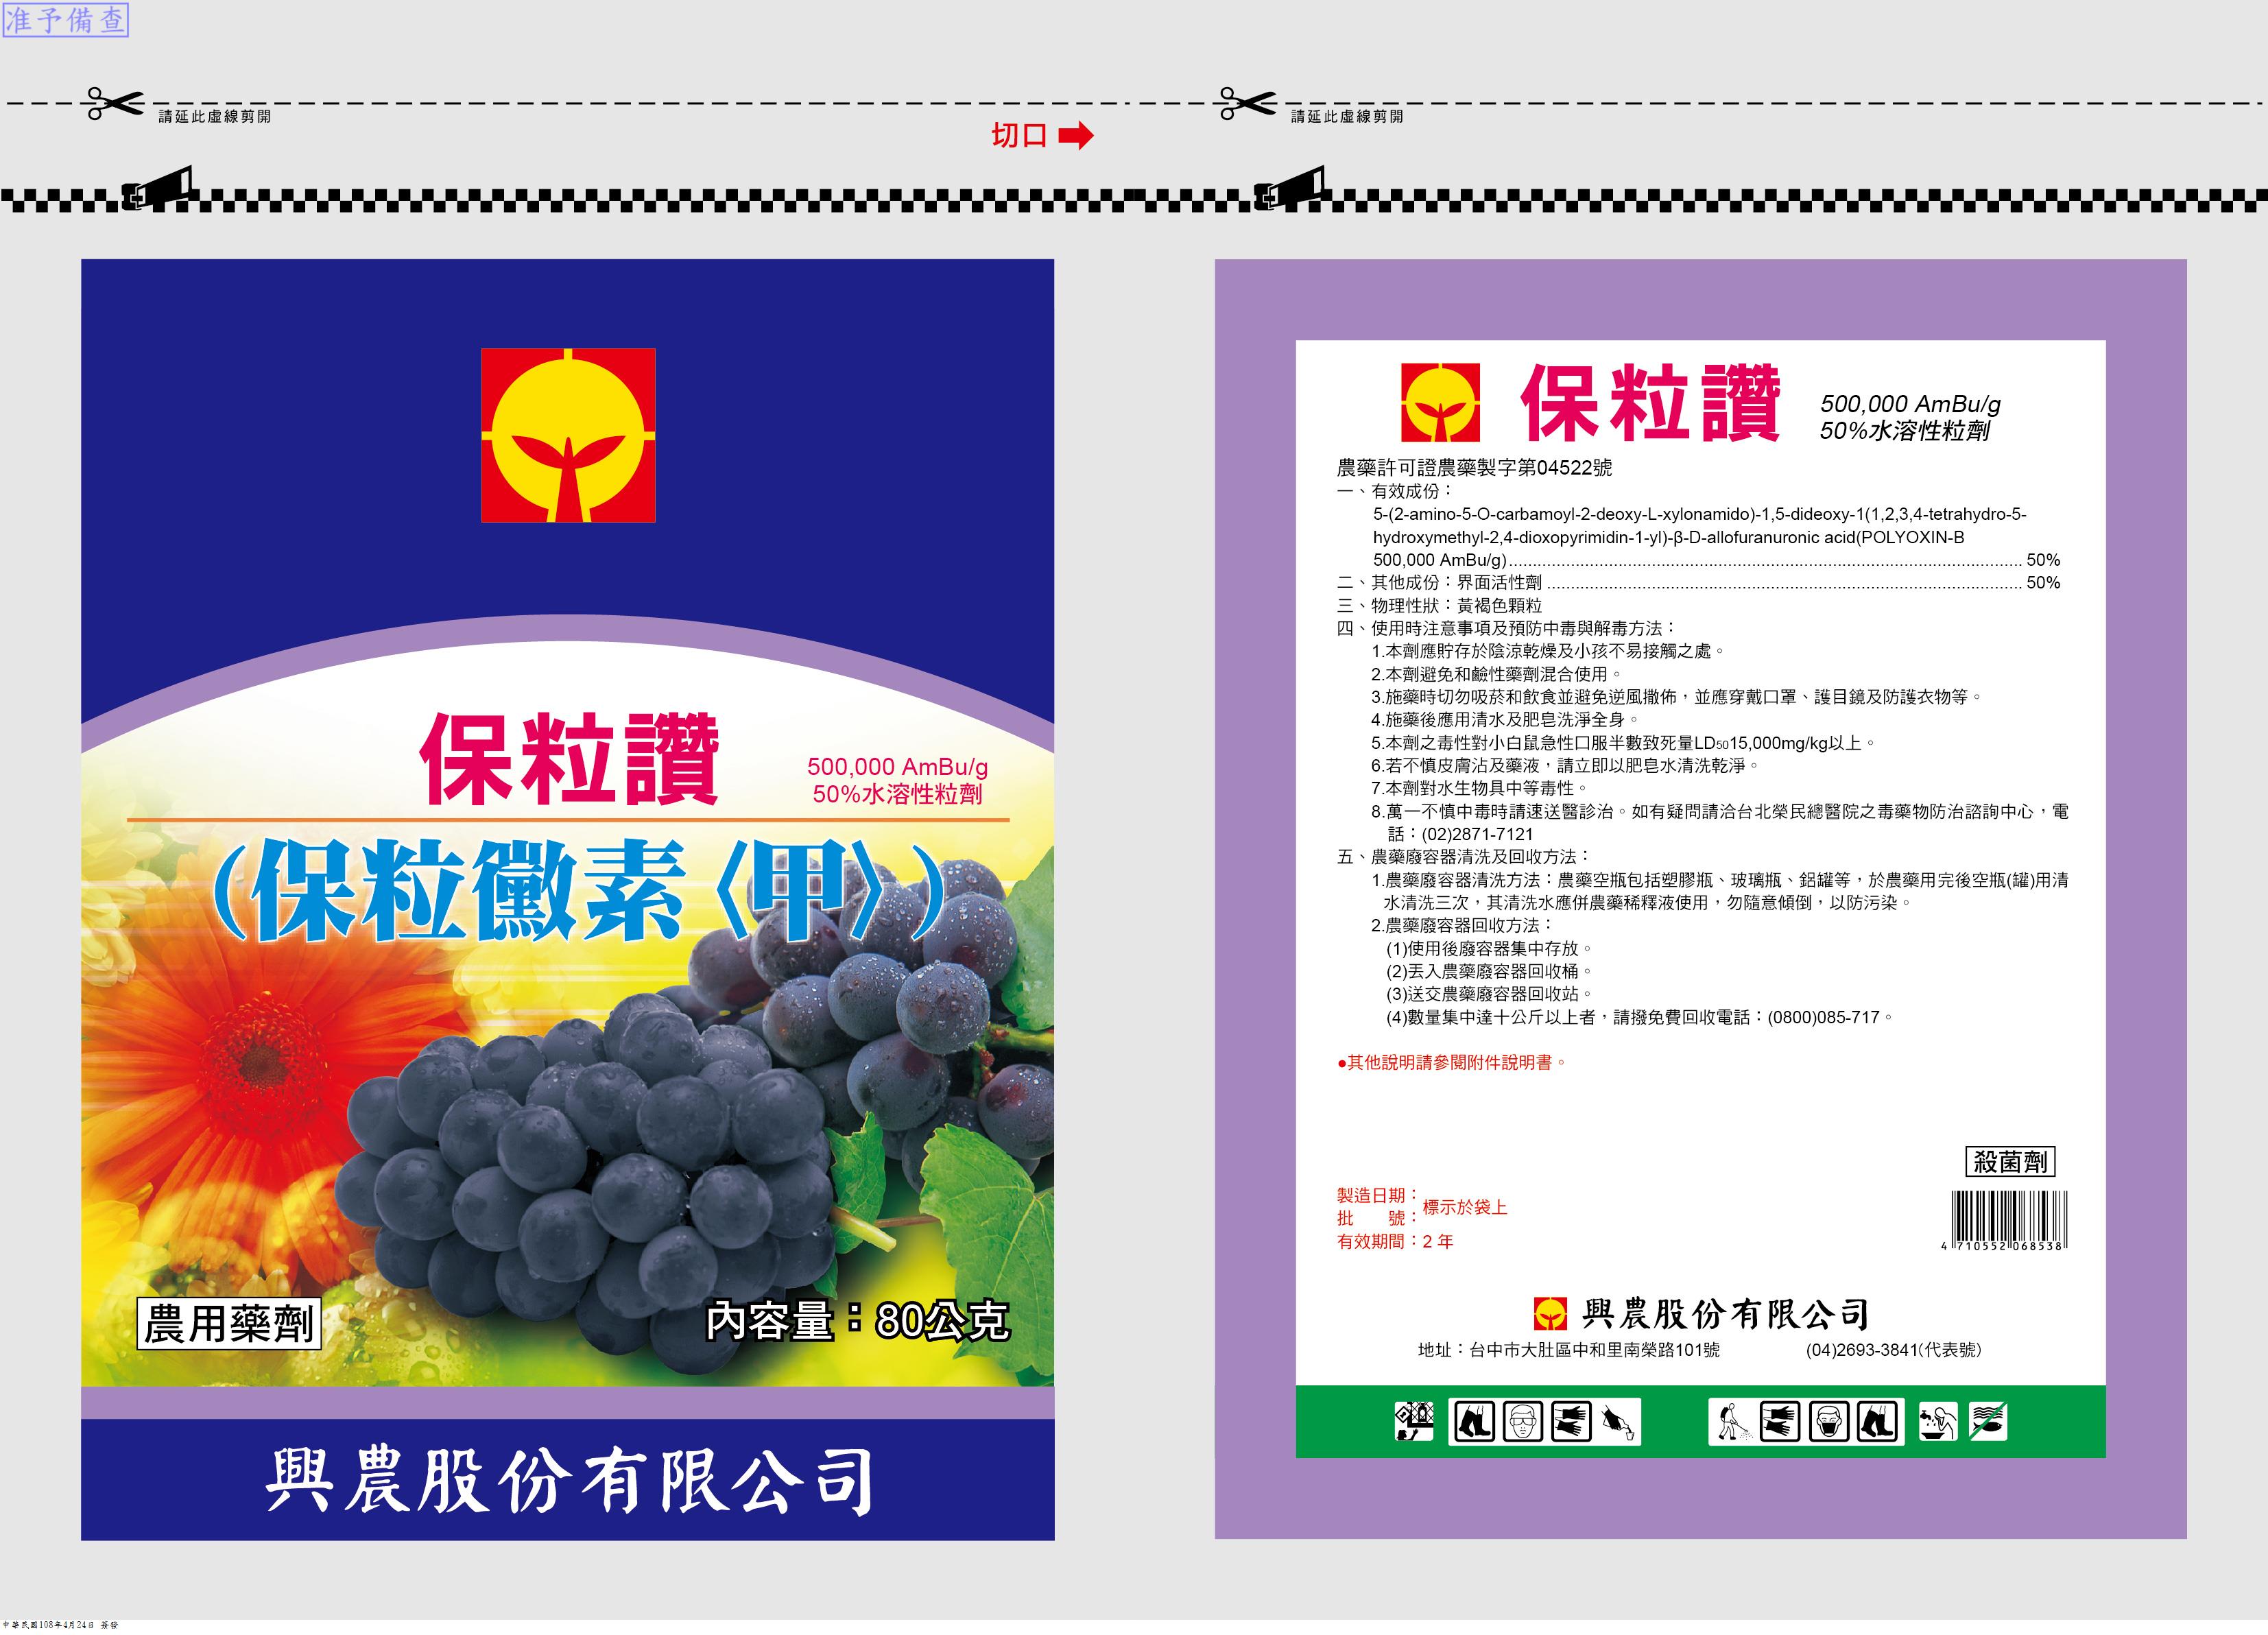 准予備查
請延此虛線剪開
請延此虛線剪開
切口
保粒讚
500,000 AmBu/g
50%水溶性粒劑
(保粒黴素〈甲〉)
農用藥劑
內容量：80公克
興農股份有限公司
保粒讚
500,000 AmBu/g
50%水溶性粒劑
農藥許可證農藥製字第04522號
一、有效成份：
5-(2-amino-5-O-carbamoyl-2-deoxy-L-xylonamido)-1,5-dideoxy-1(1,2,3,4-tetrahydro-5-
hydroxymethyl-2,4-dioxopyrimidin-1-yl)-β-D-allofuranuronic acid(POLYOXIN-B
500,000 AmBu/g)........................ 50%
二、其他成份：界面活性劑........................ 50%
三、物理性狀：黃褐色顆粒
四、使用時注意事項及預防中毒與解毒方法：
1.本劑應貯存於陰涼乾燥及小孩不易接觸之處。
2.本劑避免和鹼性藥劑混合使用。
3.施藥時切勿吸菸和飲食並避免逆風撒佈，並應穿戴口罩、護目鏡及防護衣物等。
4.施藥後應用清水及肥皂洗淨全身。
5.本劑之毒性對小白鼠急性口服半數致死量LD5015,000mg/kg以上。
6.若不慎皮膚沾及藥液，請立即以肥皂水清洗乾淨。
7.本劑對水生物具中等毒性。
8.萬一不慎中毒時請速送醫診治。如有疑問請洽台北榮民總醫院之毒藥物防治諮詢中心，電
話：(02)2871-7121
五、農藥廢容器清洗及回收方法：
1.農藥廢容器清洗方法：農藥空瓶包括塑膠瓶、玻璃瓶、鋁罐等，於農藥用完後空瓶(罐)用清
水清洗三次，其清洗水應併農藥稀釋液使用，勿隨意傾倒，以防污染。
2.農藥廢容器回收方法：
(1)使用後廢容器集中存放。
(2)丟入農藥廢容器回收桶。
(3)送交農藥廢容器回收站。
(4)數量集中達十公斤以上者，請撥免費回收電話：(0800)085-717。
●其他說明請參閱附件說明書。
殺菌劑
製造日期：
批　　號：標示於袋上
有效期間：2 年
4 710552 068538
興農股份有限公司
地址：台中市大肚區中和里南榮路101號 (04)2693-3841(代表號)
中華民國108年4月24日 簽發